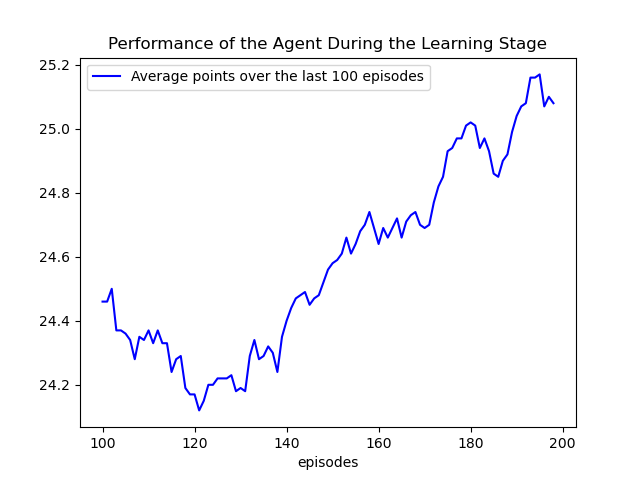 Performance of the Agent During the Learning Stage
Average points over the last 100 episodes
25.2
25.0
24.8
24.6
24.4
24.2
100 120 140 160 180 200
episodes